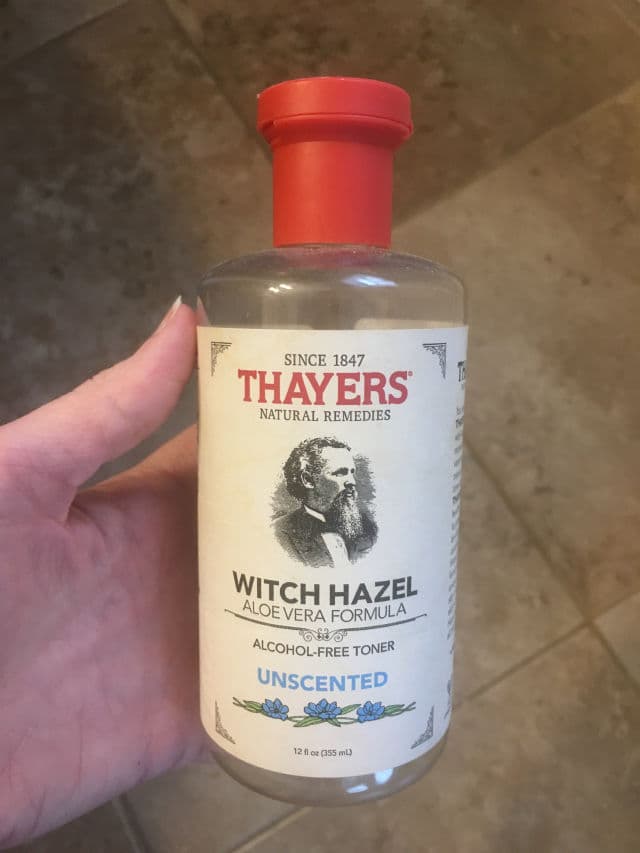 SINCE 1847
THAYERS®
NATURAL REMEDIES
WITCH HAZEL
ALOE VERA FORMULA
ALCOHOL-FREE TONER
UNSCENTED
12 fl oz (355 mL)